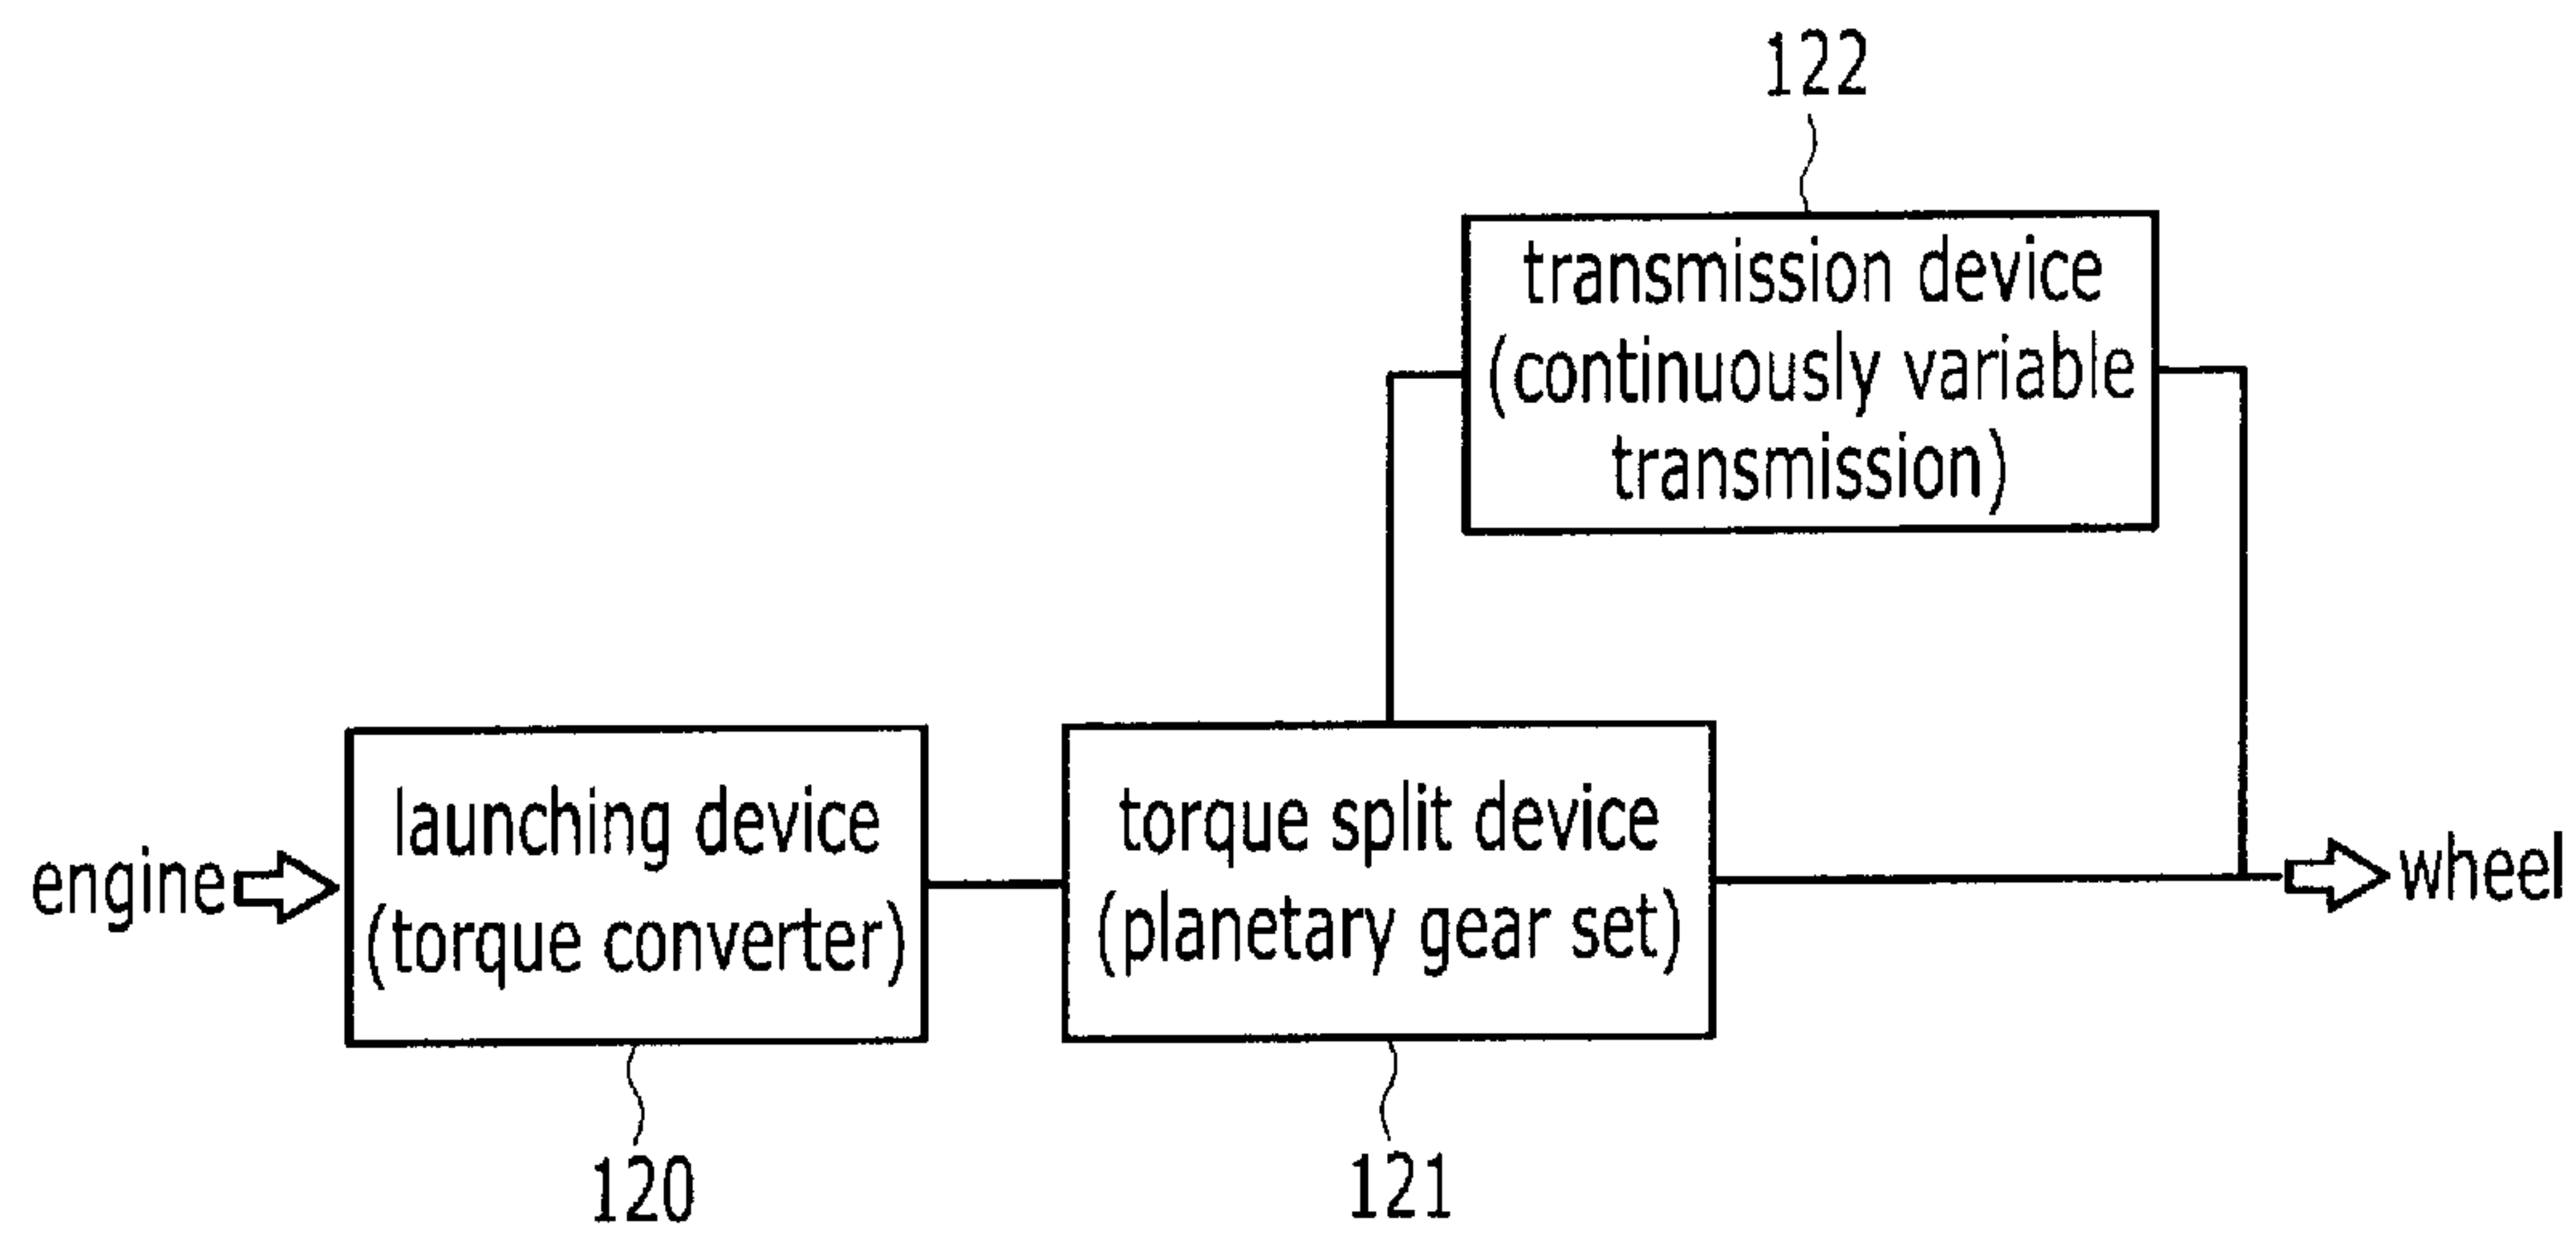 122
transmission device
(continuously variable
transmission)
engine
launching device
(torque converter)
torque split device
(planetary gear set)
wheel
120
121